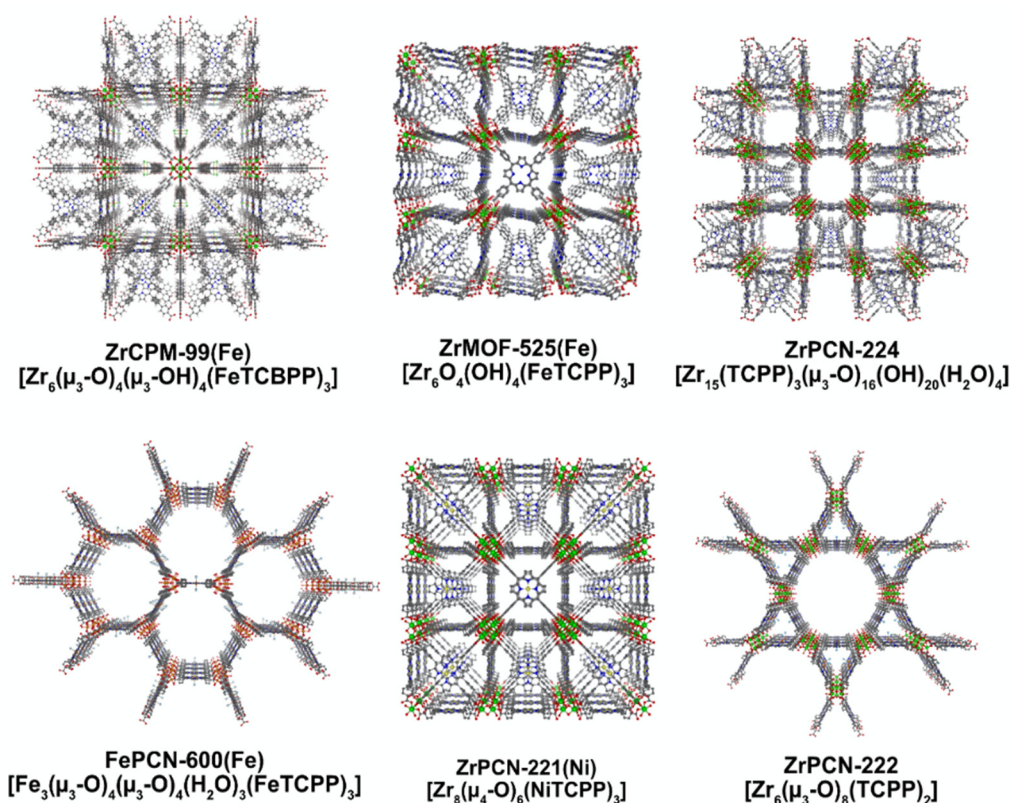 ZrCPM-99(Fe)
[Zr₆(μ₃-O)₄(μ₃-OH)₄(FeTCBPP)₃]
ZrMOF-525(Fe)
[Zr₆O₄(OH)₄(FeTCPP)₃]
ZrPCN-224
[Zr₁₅(TCPP)₃(μ₃-O)₁₆(OH)₂₀(H₂O)₄]
FePCN-600(Fe)
[Fe₃(μ₃-O)₄(μ₃-O)₄(H₂O)₃(FeTCPP)₃]
ZrPCN-221(Ni)
[Zr₈(μ₄-O)₆(NiTCPP)₃]
ZrPCN-222
[Zr₆(μ₃-O)₈(TCPP)₂]